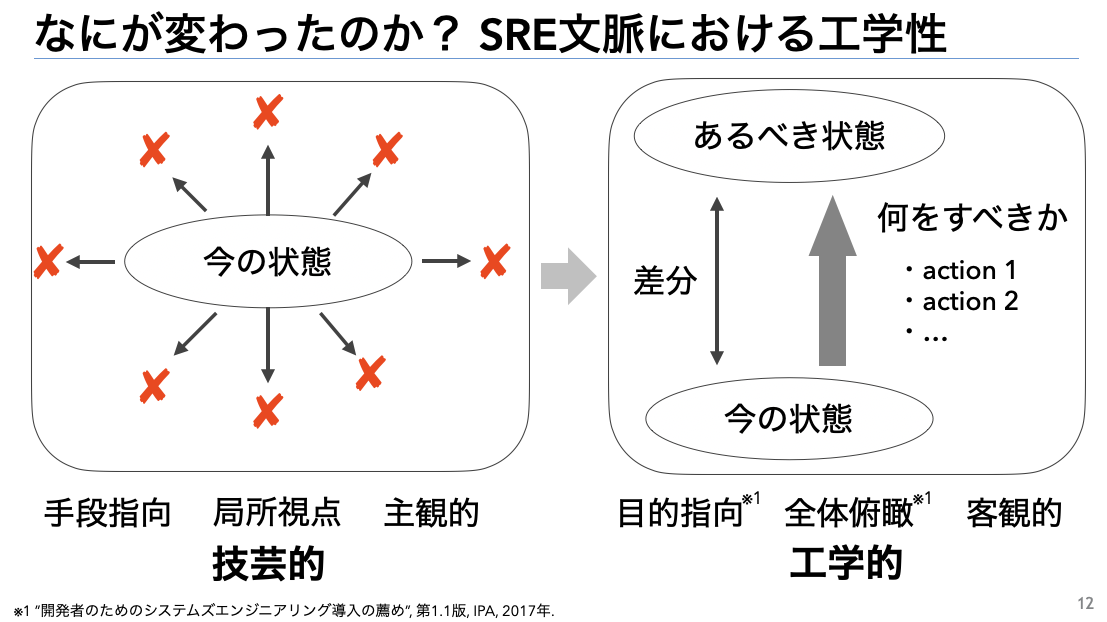 なにが変わったのか？ SRE文脈における工学性
今の状態
あるべき状態
差分
何をすべきか
・action 1
・action 2
・…
今の状態
手段指向 局所視点 主観的
技芸的
目的指向※1 全体俯瞰※1 客観的
工学的
※1 “開発者のためのシステムズエンジニアリング導入の薦め“, 第1.1版, IPA, 2017年.
12